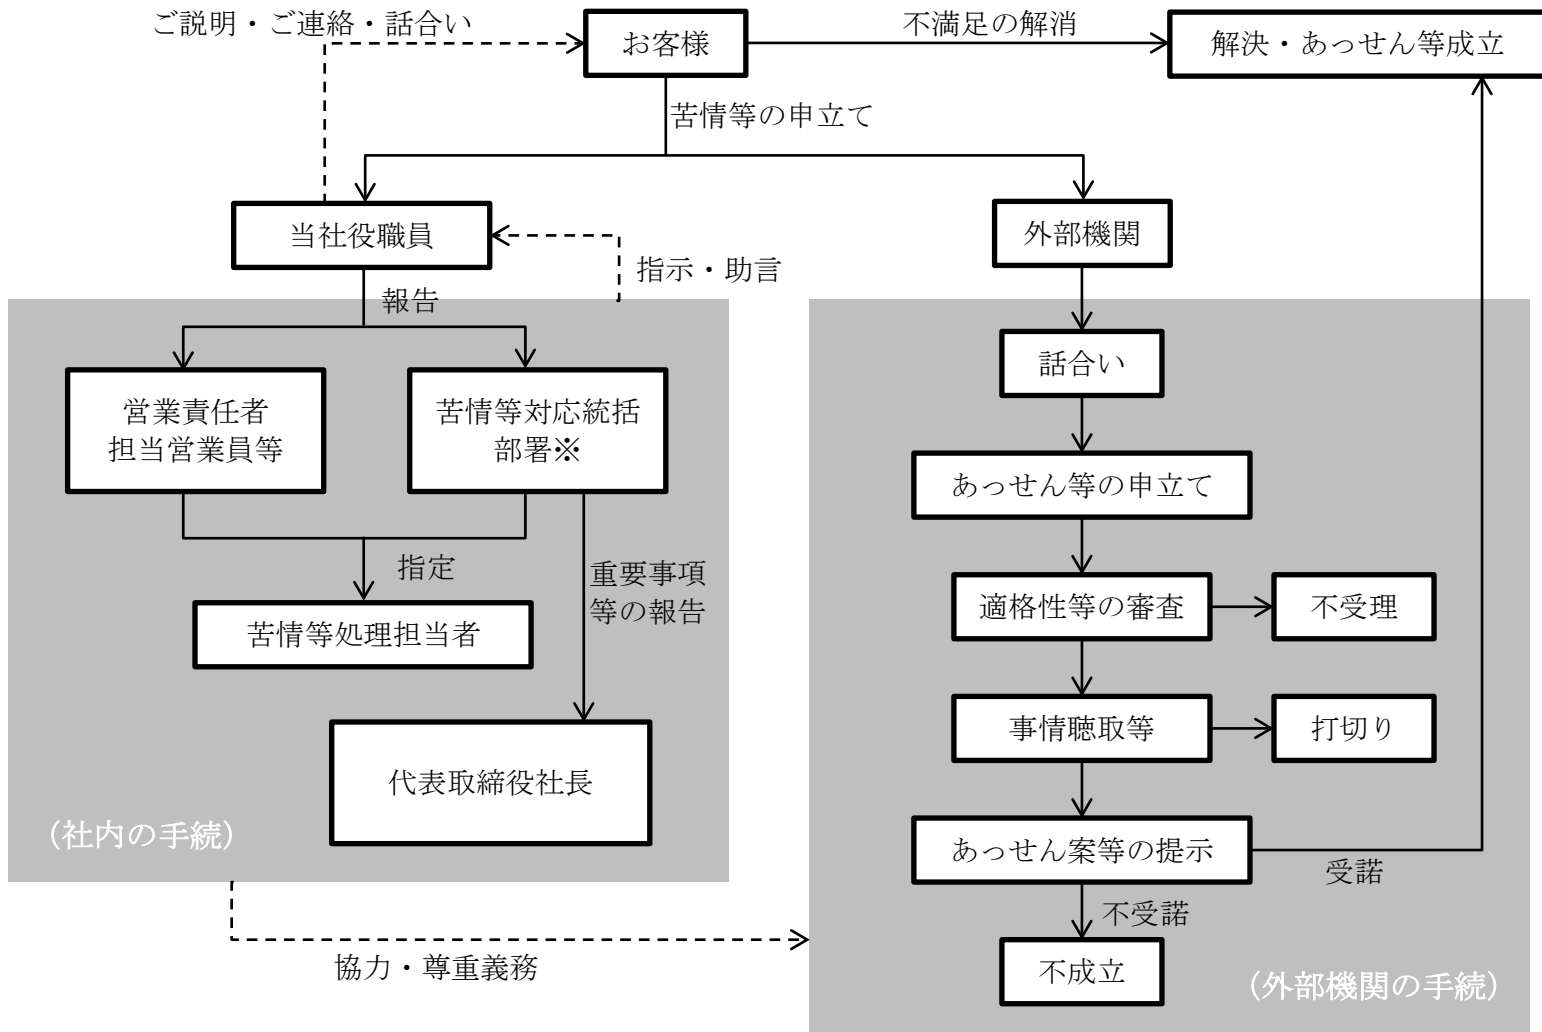 ご説明・ご連絡・話合い
お客様
不満足の解消
解決・あっせん等成立
苦情等の申立て
当社役職員
外部機関
指示・助言
報告
営業責任者
担当営業員等
苦情等対応統括
部署※
指定
重要事項
等の報告
苦情等処理担当者
代表取締役社長
（社内の手続）
協力・尊重義務
話合い
あっせん等の申立て
適格性等の審査
不受理
事情聴取等
打切り
あっせん案等の提示
受諾
不受諾
不成立
（外部機関の手続）